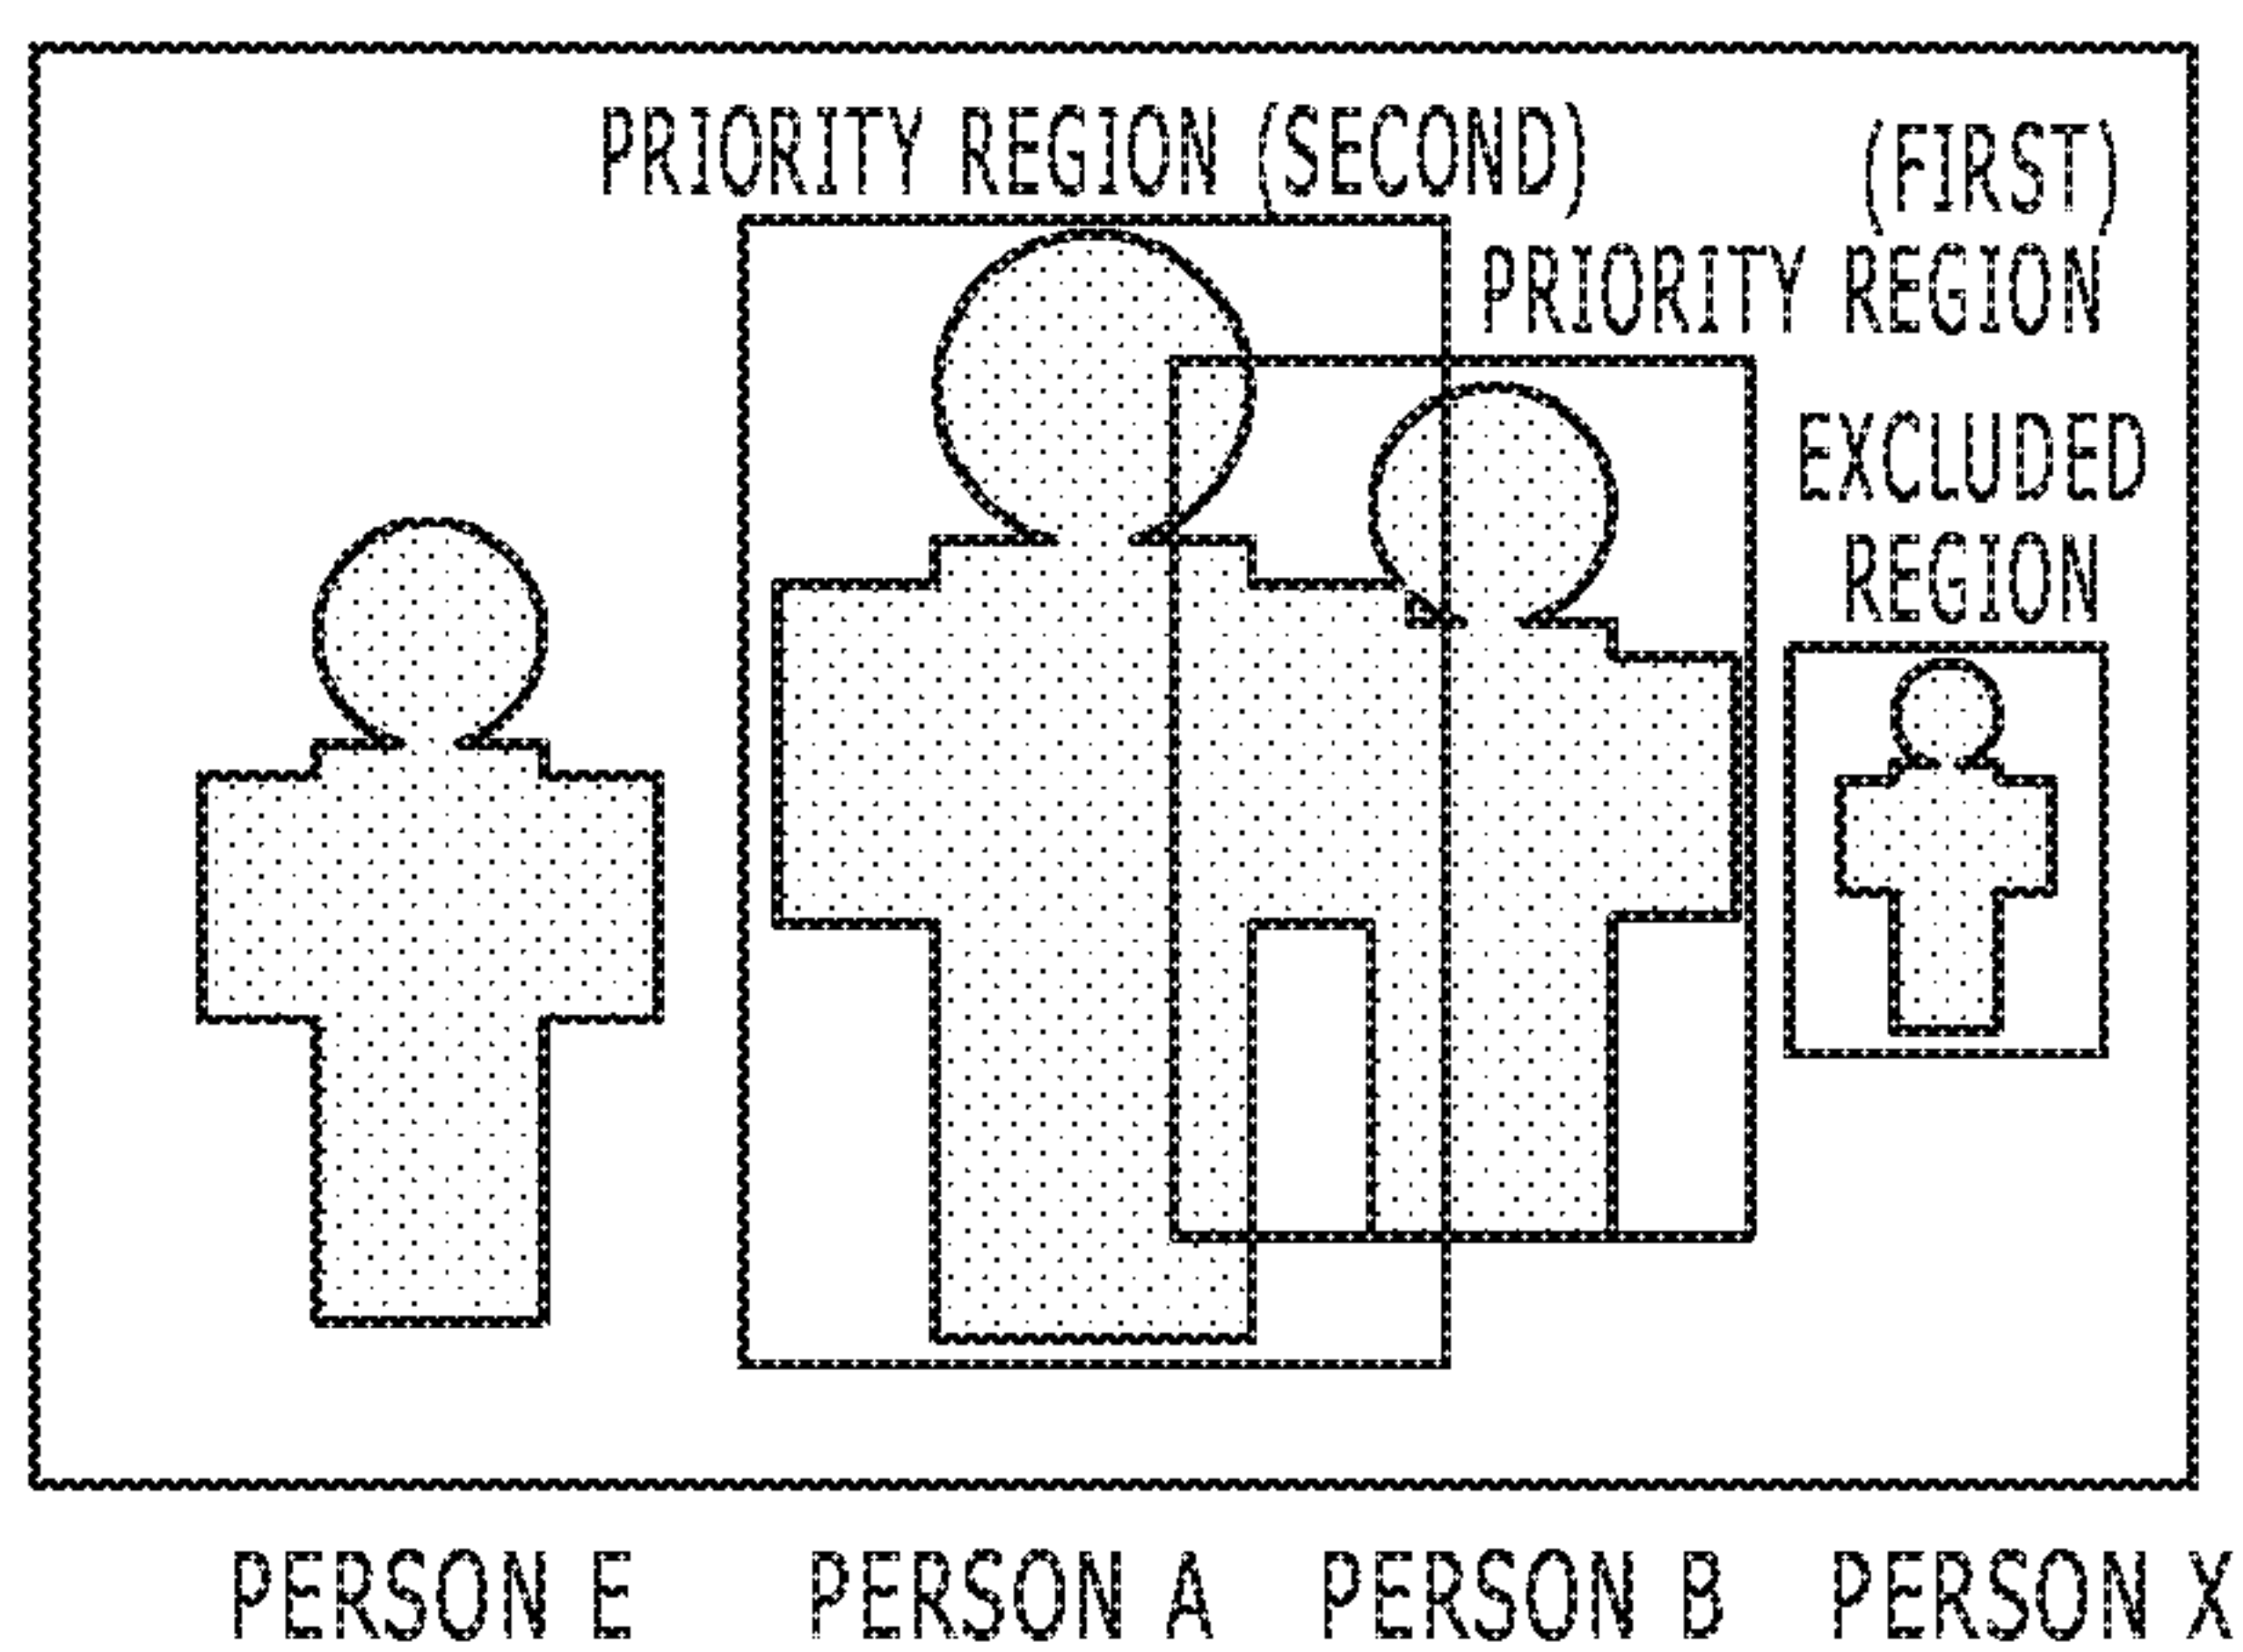 PRIORITY REGION (SECOND)
(FIRST)
PRIORITY REGION
EXCLUDED
REGION
PERSON E PERSON A PERSON B PERSON X